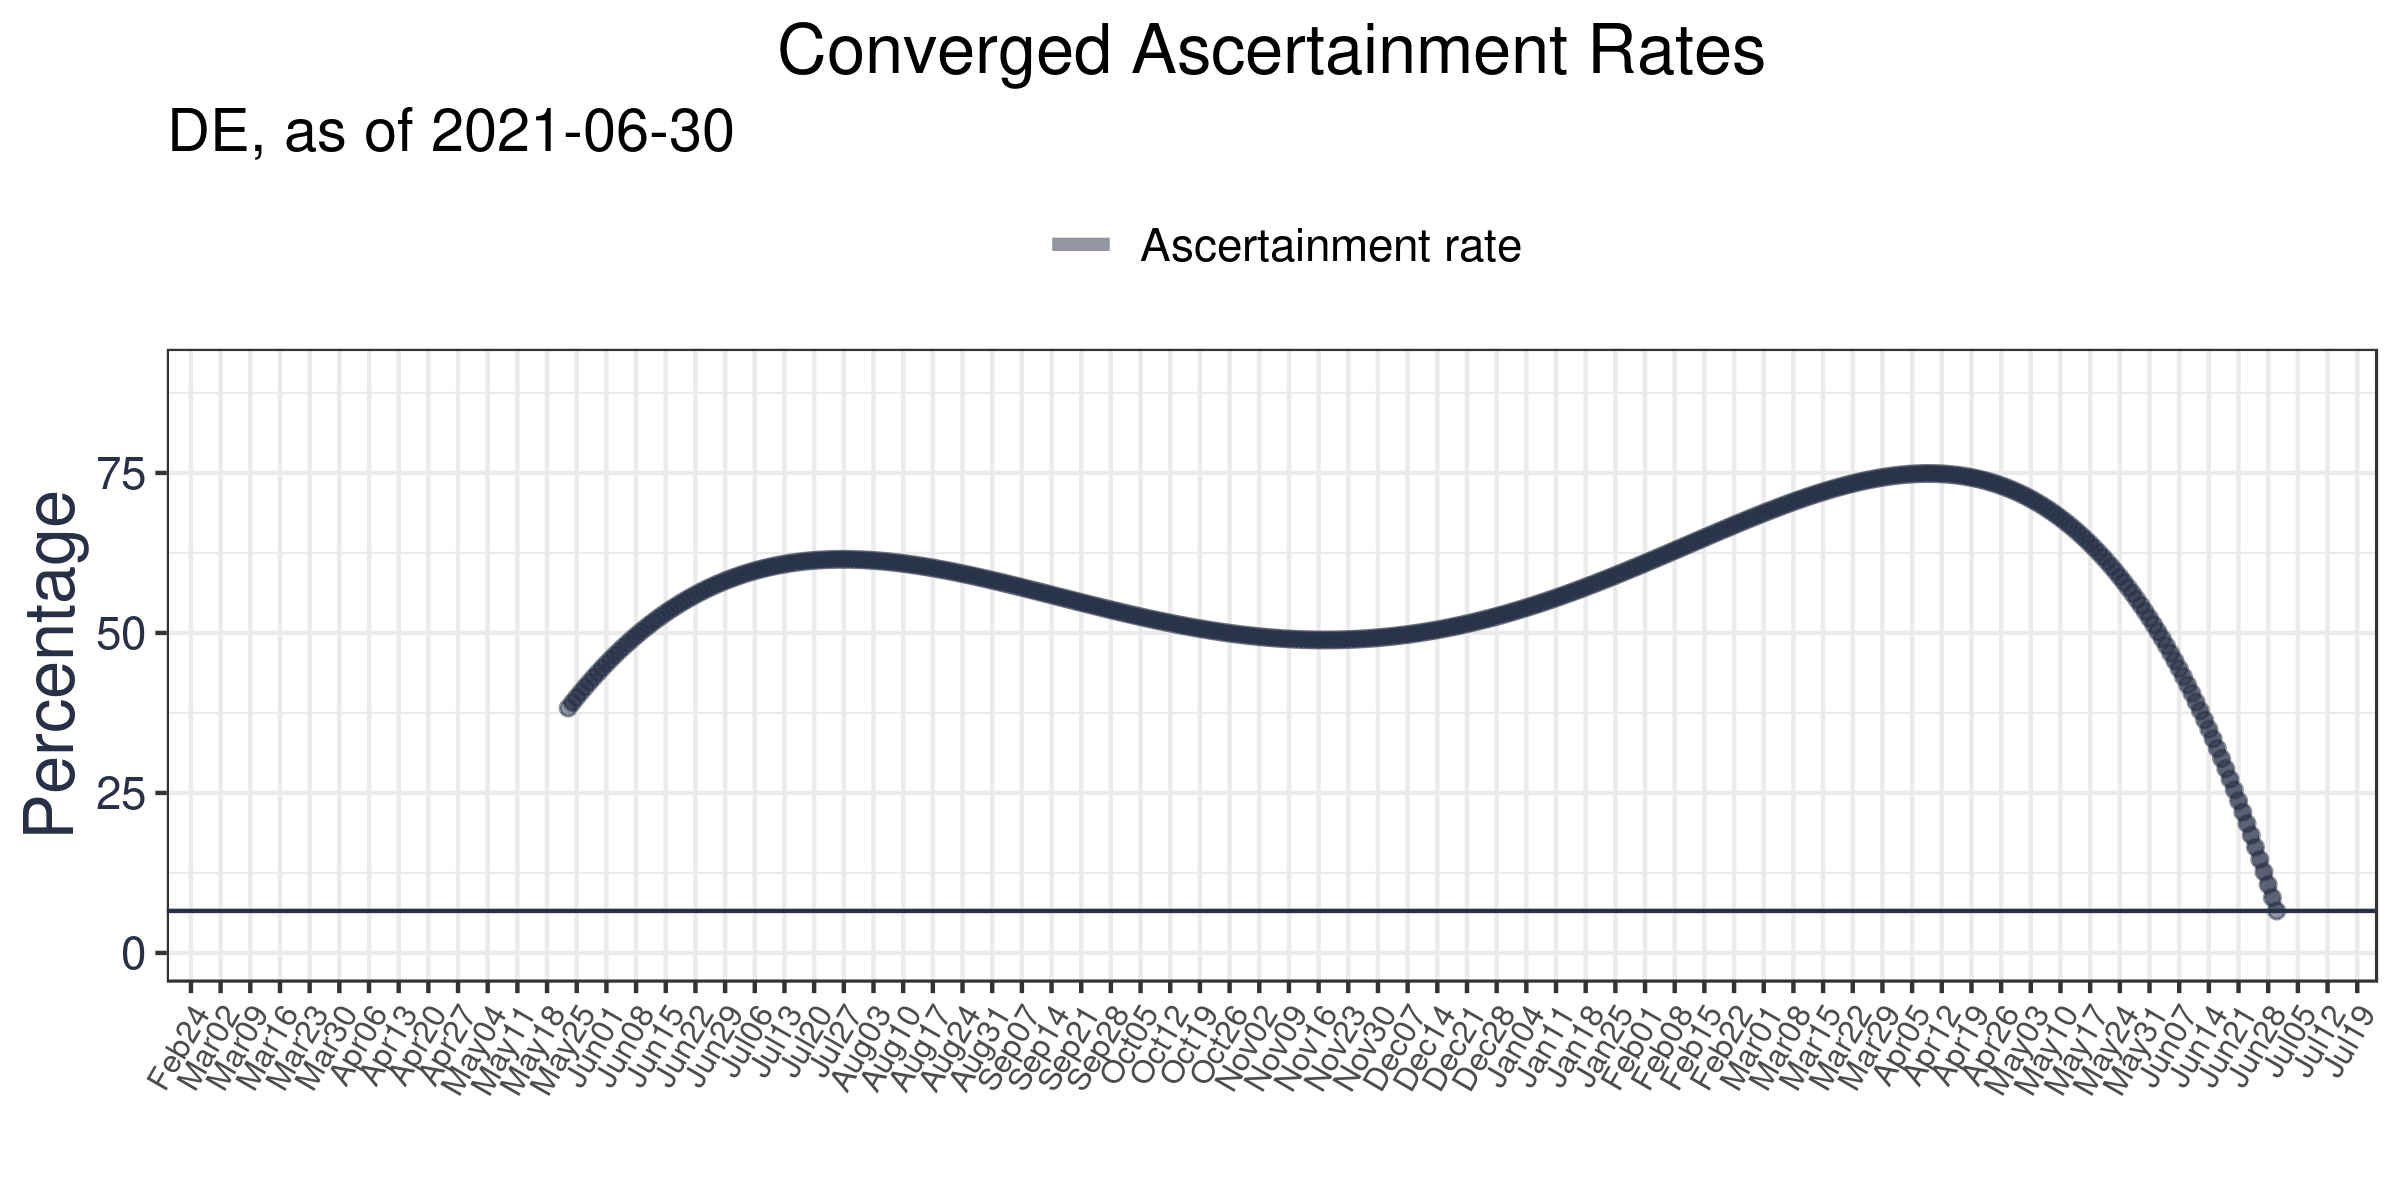 Converged Ascertainment Rates
DE, as of 2021-06-30
Ascertainment rate
Percentage
75
50
25
0
Feb24
Mar02
Mar09
Mar16
Mar23
Mar30
Apr06
Apr13
Apr20
Apr27
May04
May11
May18
May25
Jun01
Jun08
Jun15
Jun22
Jun29
Jul06
Jul13
Jul20
Jul27
Aug03
Aug10
Aug17
Aug24
Aug31
Sep07
Sep14
Sep21
Sep28
Oct05
Oct12
Oct19
Oct26
Nov02
Nov09
Nov16
Nov23
Nov30
Dec07
Dec14
Dec21
Dec28
Jan04
Jan11
Jan18
Jan25
Feb01
Feb08
Feb15
Feb22
Mar01
Mar08
Mar15
Mar22
Mar29
Apr05
Apr12
Apr19
Apr26
May03
May10
May17
May24
May31
Jun07
Jun14
Jun21
Jun28
Jul05
Jul12
Jul19